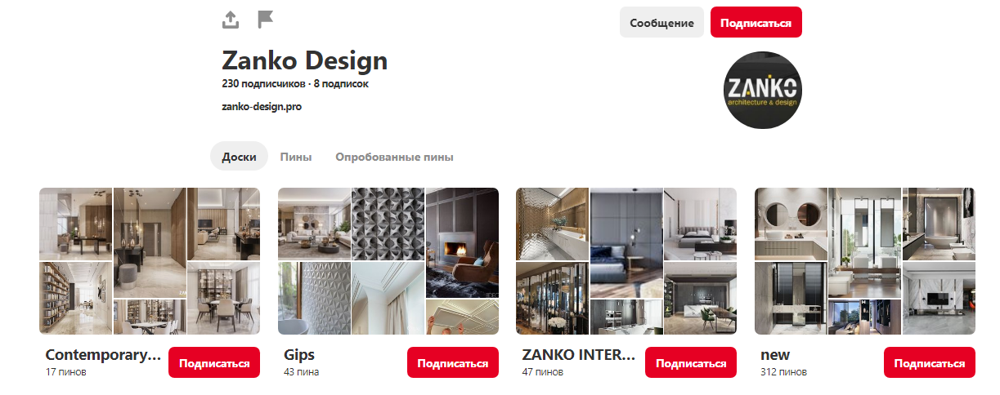 Сообщение
Подписаться
Zanko Design
230 подписчиков · 8 подписок
zanko-design.pro
ZANKO
architecture & design
Доски
Пины
Опробованные пины
Contemporary...
17 пинов
Подписаться
Gips
43 пина
Подписаться
ZANKO INTER...
47 пинов
Подписаться
new
312 пинов
Подписаться